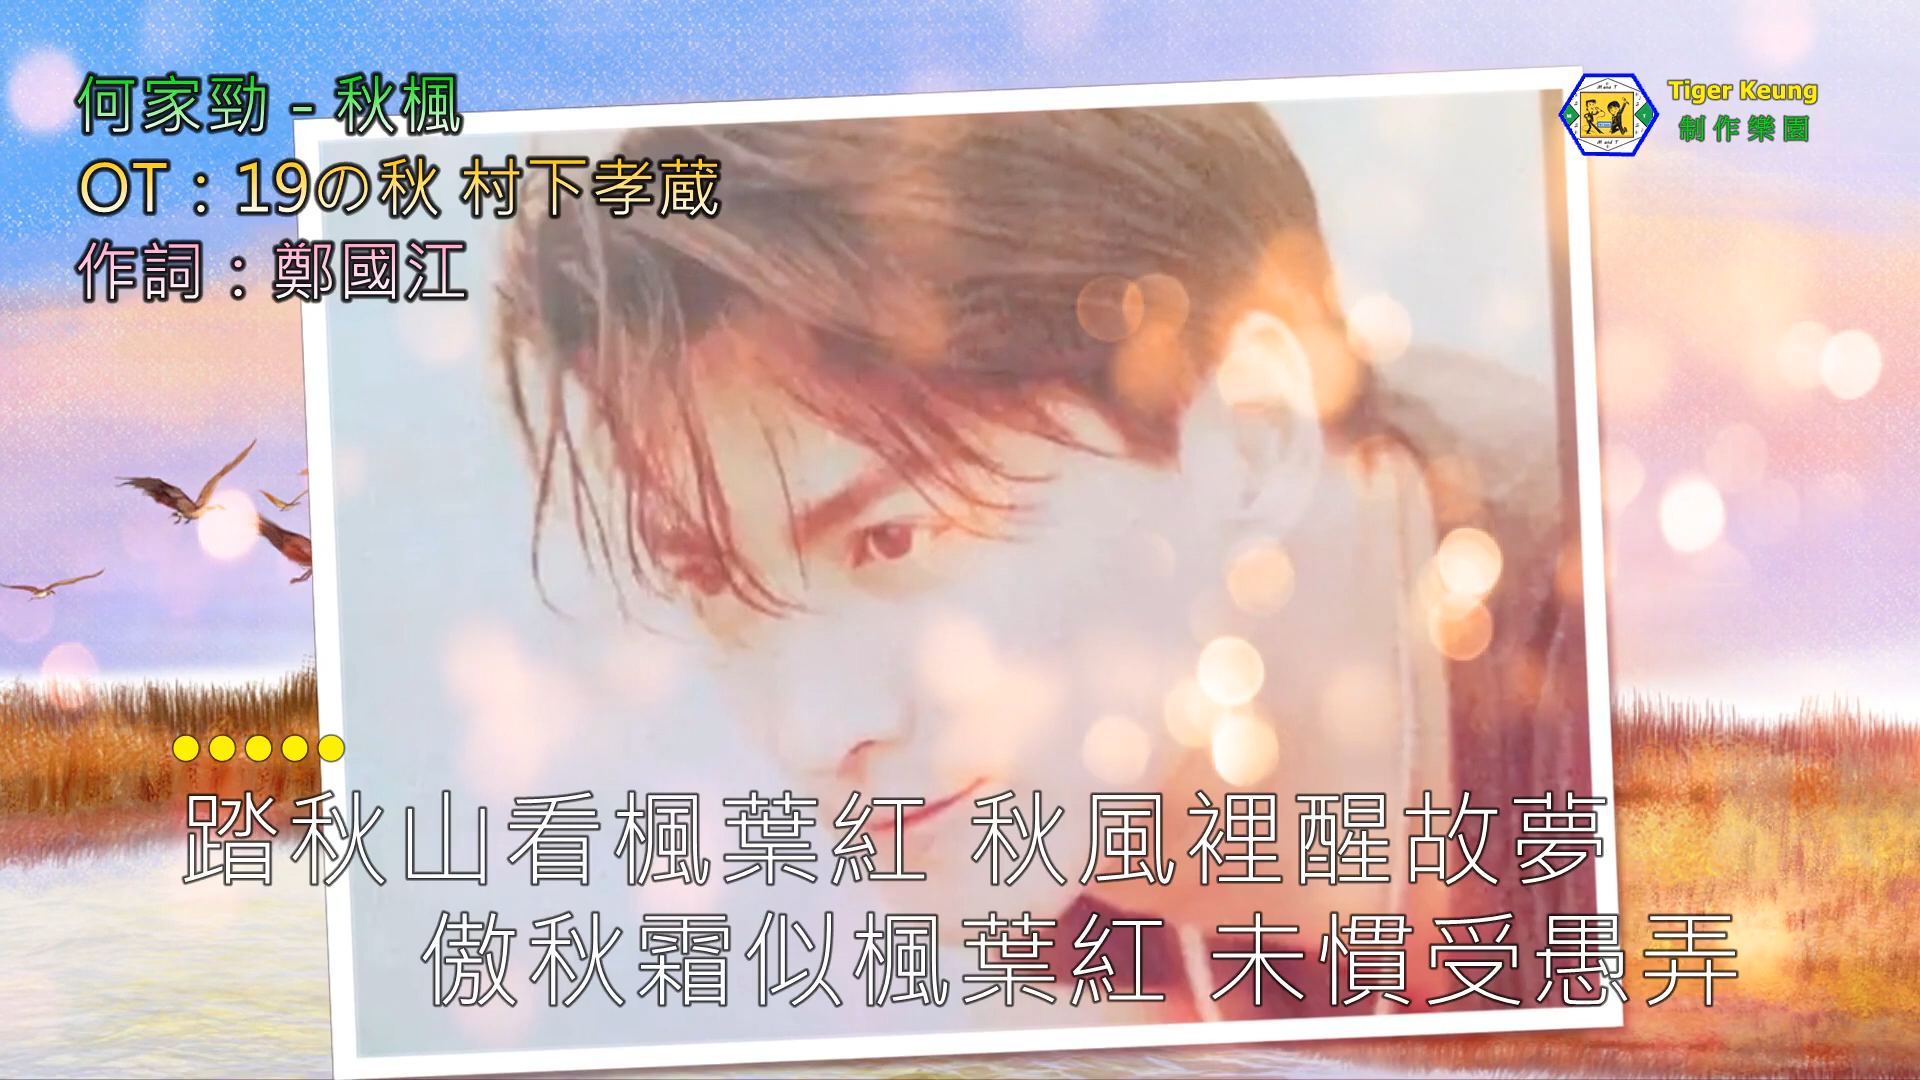 何家勁 - 秋楓
OT：19の秋 村下孝蔵
作詞：鄭國江
Tiger Keung
制作樂園
踏秋山看楓葉紅 秋風裡醒故夢
傲秋霜似楓葉紅 未慣受愚弄